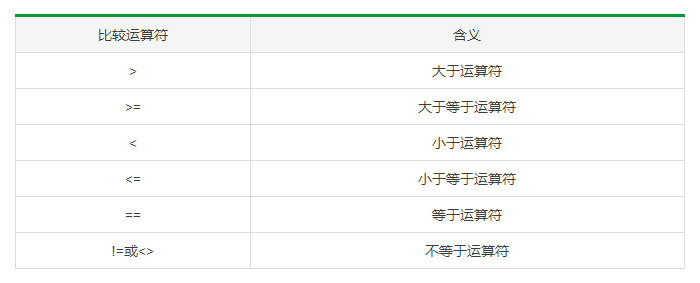 比较运算符 含义
> 大于运算符
>= 大于等于运算符
< 小于运算符
<= 小于等于运算符
== 等于运算符
!=或<> 不等于运算符